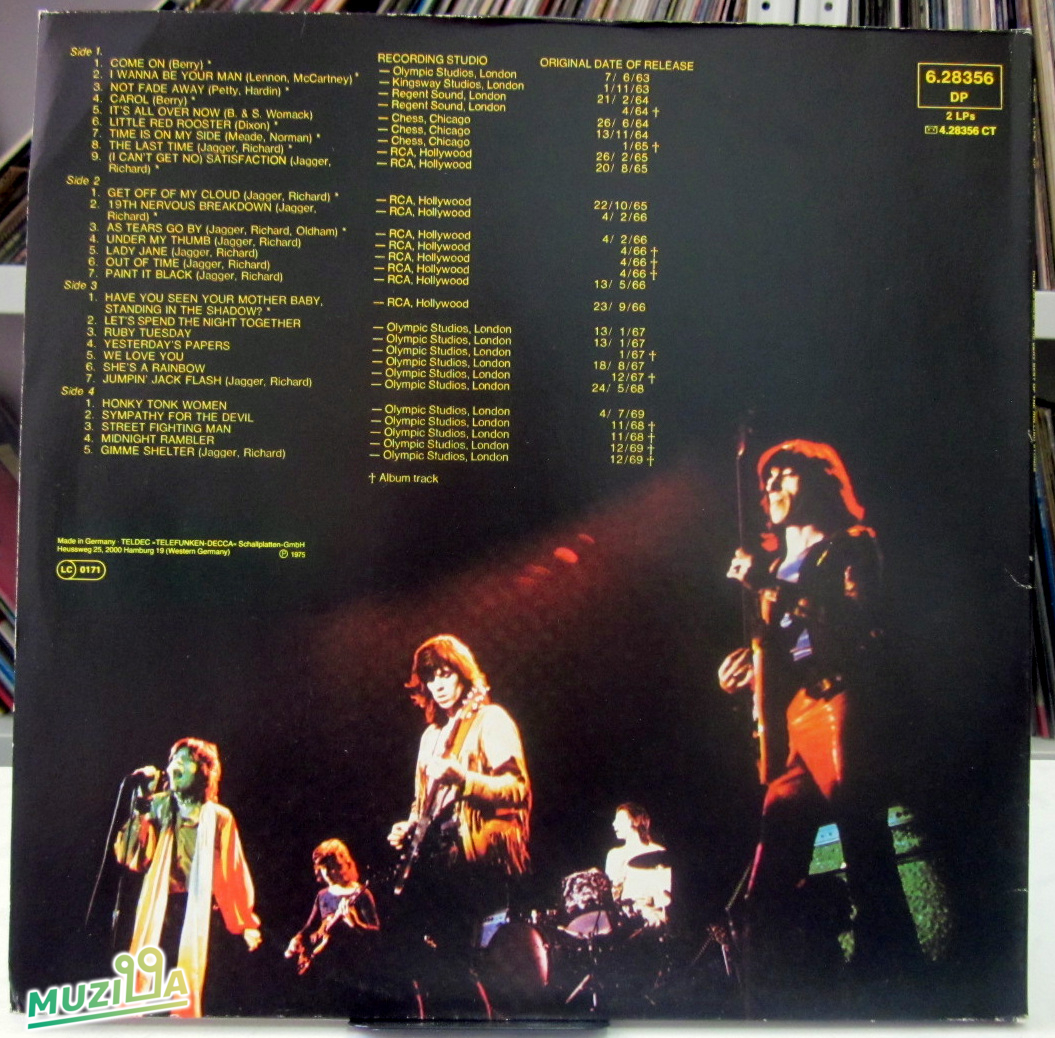 Side 1. RECORDING STUDIO ORIGINAL DATE OF RELEASE
1. COME ON (Berry) * — Olympic Studios, London 7/ 6/63
2. I WANNA BE YOUR MAN (Lennon, McCartney) * — Kingsway Studios, London 1/11/63
3. NOT FADE AWAY (Petty, Hardin) * — Regent Sound, London 21/ 2/64
4. CAROL (Berry) * — Regent Sound, London 4/64 †
5. IT'S ALL OVER NOW (B. & S. Womack) — Chess, Chicago 26/ 6/64
6. LITTLE RED ROOSTER (Dixon) * — Chess, Chicago 13/11/64
7. TIME IS ON MY SIDE (Meade, Norman) * — Chess, Chicago 1/65 †
8. THE LAST TIME (Jagger, Richard) * — RCA, Hollywood 26/ 2/65
9. (I CAN'T GET NO) SATISFACTION (Jagger, — RCA, Hollywood 20/ 8/65
Richard) *
Side 2
1. GET OFF OF MY CLOUD (Jagger, Richard) * — RCA, Hollywood 22/10/65
2. 19TH NERVOUS BREAKDOWN (Jagger, — RCA, Hollywood 4/ 2/66
Richard) *
3. AS TEARS GO BY (Jagger, Richard, Oldham) * — RCA, Hollywood 4/ 2/66
4. UNDER MY THUMB (Jagger, Richard) — RCA, Hollywood 4/66 †
5. LADY JANE (Jagger, Richard) — RCA, Hollywood 4/66 †
6. OUT OF TIME (Jagger, Richard) — RCA, Hollywood 4/66 †
7. PAINT IT BLACK (Jagger, Richard) — RCA, Hollywood 13/ 5/66
Side 3
1. HAVE YOU SEEN YOUR MOTHER BABY,
STANDING IN THE SHADOW? * — RCA, Hollywood 23/ 9/66
2. LET'S SPEND THE NIGHT TOGETHER — Olympic Studios, London 13/ 1/67
3. RUBY TUESDAY — Olympic Studios, London 13/ 1/67
4. YESTERDAY'S PAPERS — Olympic Studios, London 1/67 †
5. WE LOVE YOU — Olympic Studios, London 18/ 8/67
6. SHE'S A RAINBOW — Olympic Studios, London 12/67 †
7. JUMPIN' JACK FLASH (Jagger, Richard) — Olympic Studios, London 24/ 5/68
Side 4
1. HONKY TONK WOMEN — Olympic Studios, London 4/ 7/69
2. SYMPATHY FOR THE DEVIL — Olympic Studios, London 11/68 †
3. STREET FIGHTING MAN — Olympic Studios, London 11/68 †
4. MIDNIGHT RAMBLER — Olympic Studios, London 12/69 †
5. GIMME SHELTER (Jagger, Richard) — Olympic Studios, London 12/69 †
† Album track
6.28356
DP
2 LPs
4.28356 CT
Made in Germany · TELDEC »TELEFUNKEN-DECCA« Schallplatten-GmbH
Heussweg 25, 2000 Hamburg 19 (Western Germany) ℗ 1975
LC 0171
MUZILLA